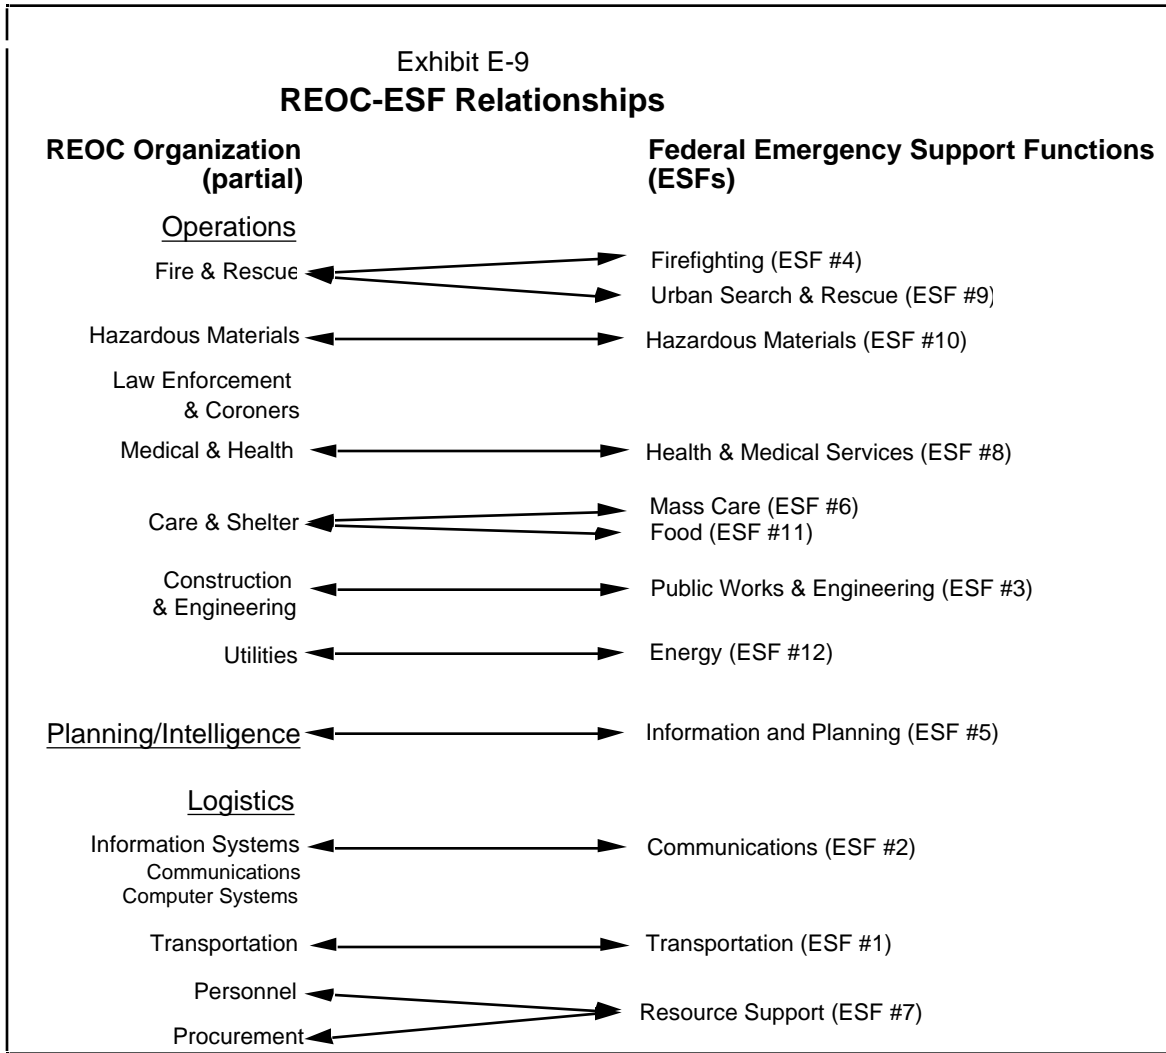 Exhibit E-9
REOC-ESF Relationships
REOC Organization
(partial)
Federal Emergency Support Functions
(ESFs)
Operations
Fire & Rescue
Firefighting (ESF #4)
Urban Search & Rescue (ESF #9)
Hazardous Materials
Hazardous Materials (ESF #10)
Law Enforcement
& Coroners
Medical & Health
Health & Medical Services (ESF #8)
Care & Shelter
Mass Care (ESF #6)
Food (ESF #11)
Construction
& Engineering
Public Works & Engineering (ESF #3)
Utilities
Energy (ESF #12)
Planning/Intelligence
Information and Planning (ESF #5)
Logistics
Information Systems
Communications
Computer Systems
Communications (ESF #2)
Transportation
Transportation (ESF #1)
Personnel
Procurement
Resource Support (ESF #7)